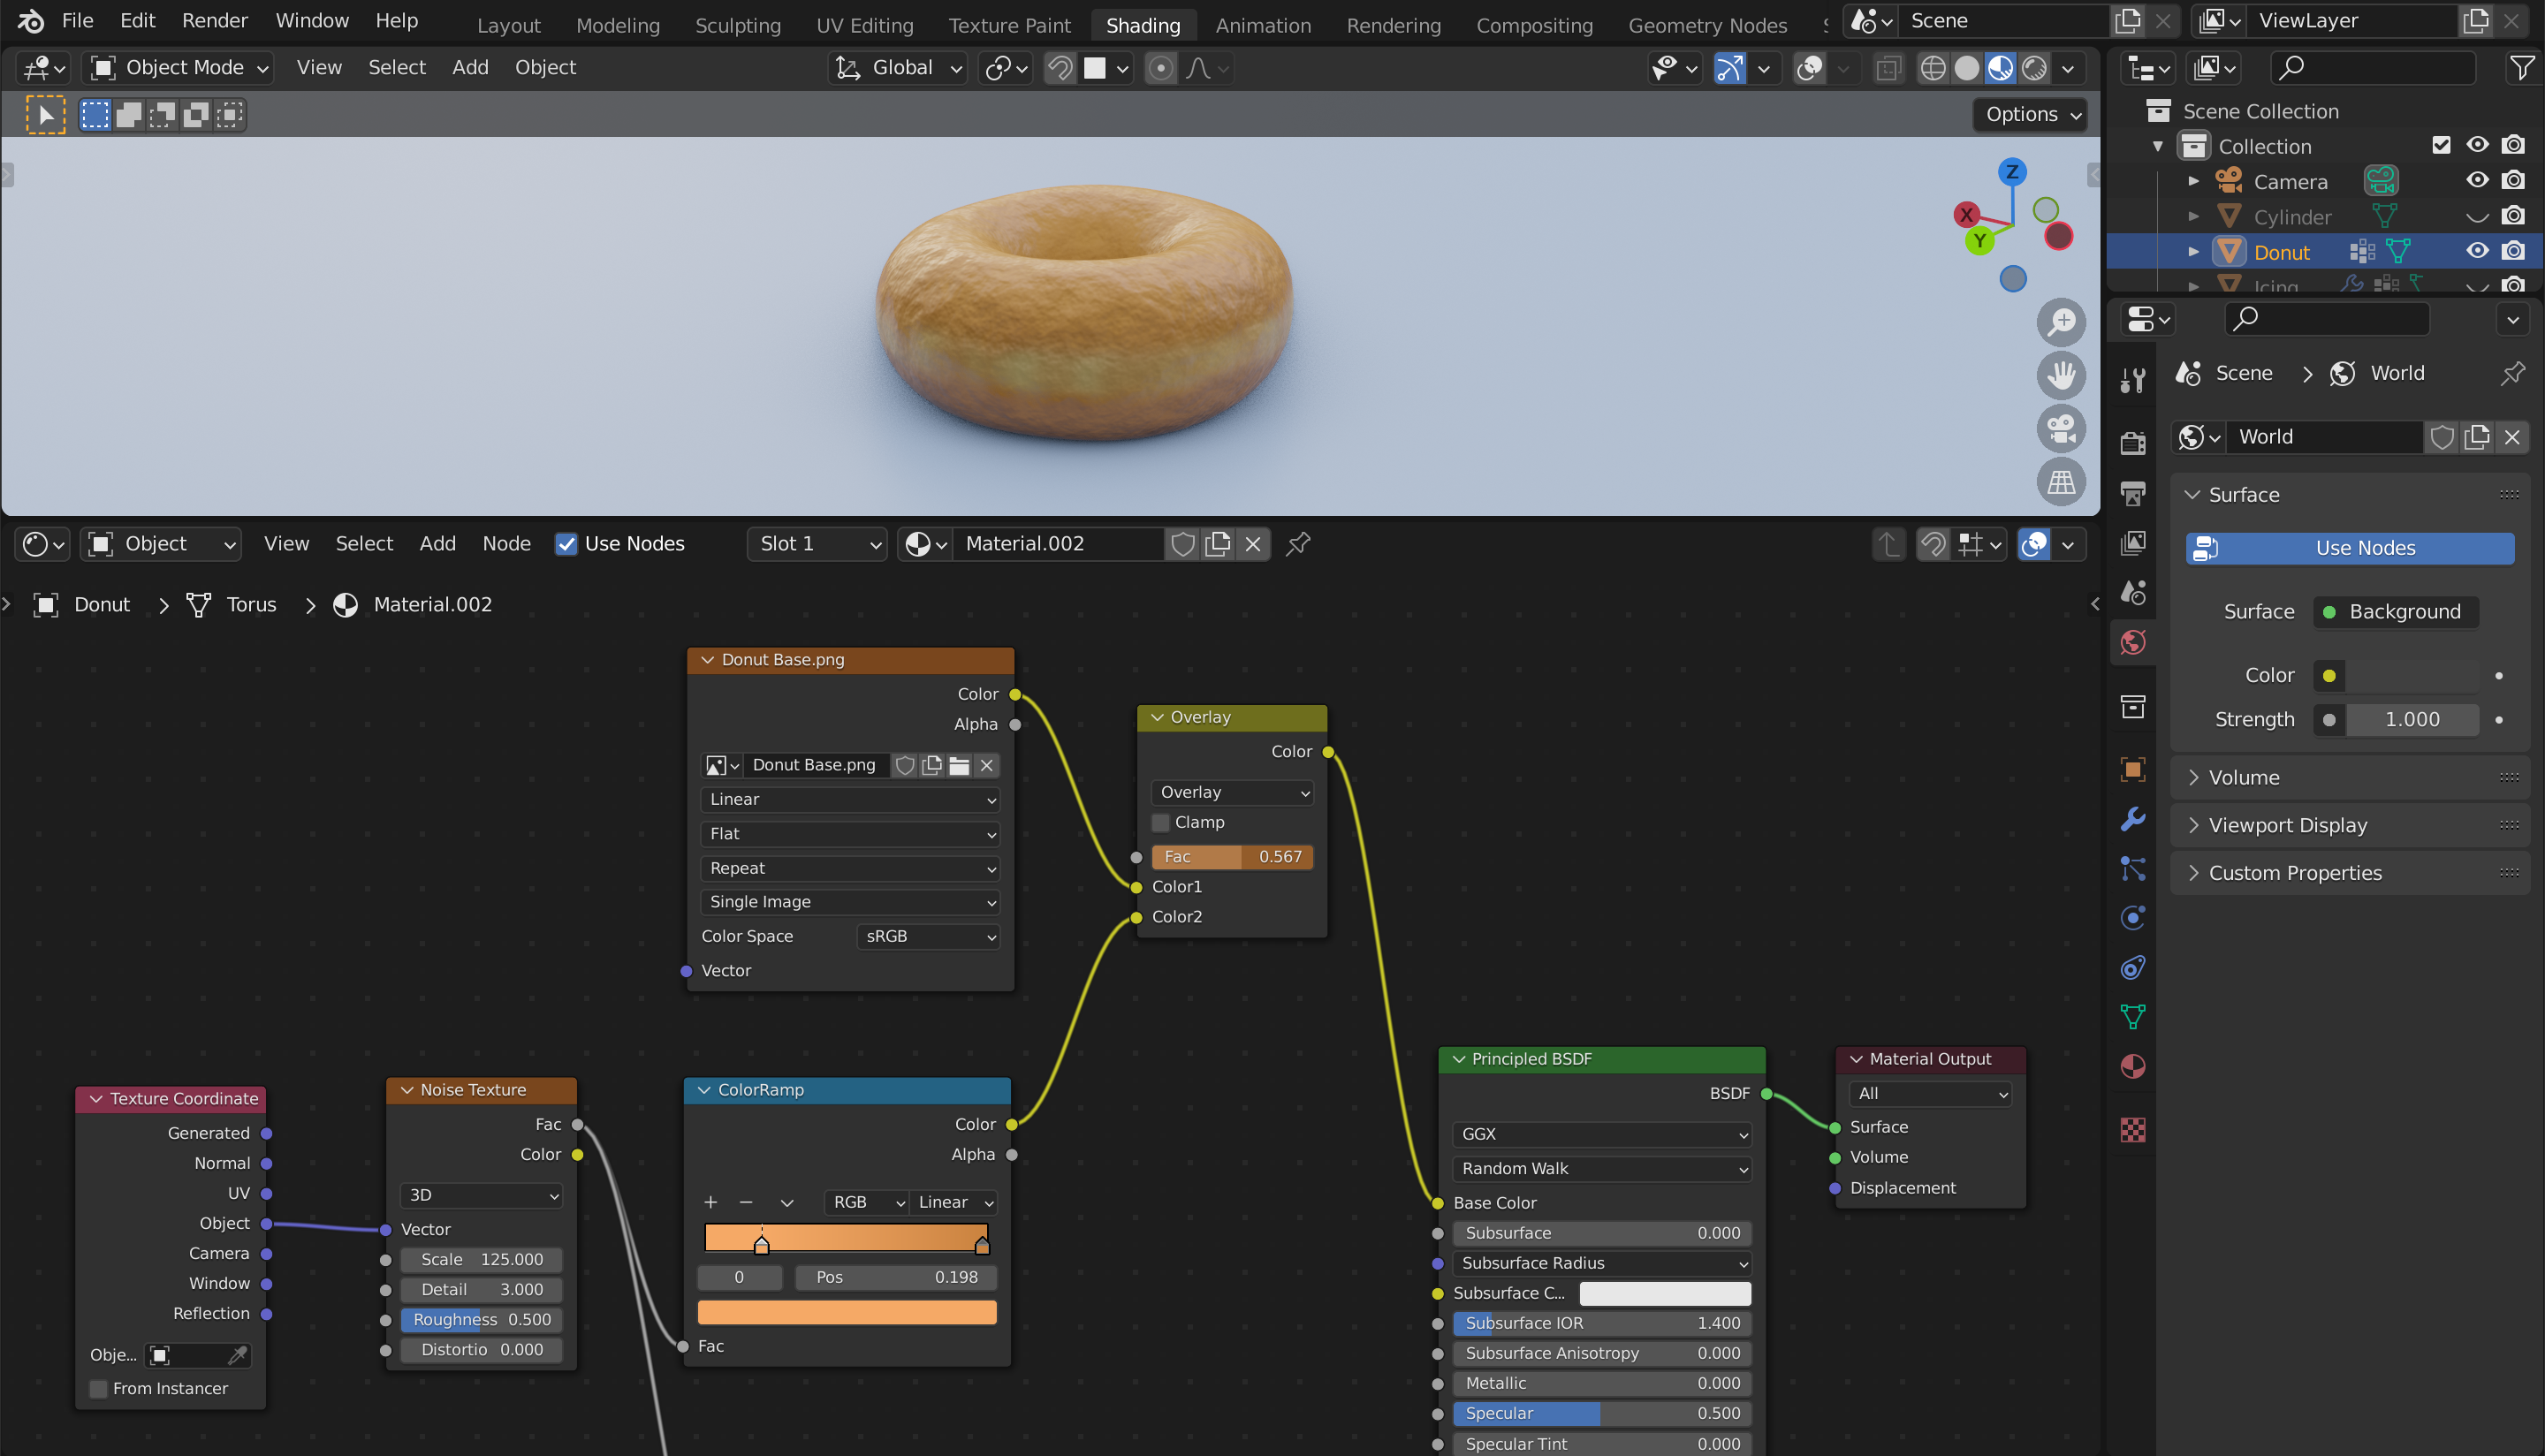 File Edit Render Window Help Layout Modeling Sculpting UV Editing Texture Paint Shading Animation Rendering Compositing Geometry Nodes Scene ViewLayer
Object Mode View Select Add Object Global
Options
Z
X
Y
Scene Collection
Collection
Camera
Cylinder
Donut
Icing
Scene World
World
Surface
Use Nodes
Surface Background
Color
Strength 1.000
Volume
Viewport Display
Custom Properties
Object View Select Add Node Use Nodes Slot 1 Material.002
Donut Torus Material.002
Donut Base.png
Color
Alpha
Donut Base.png
Linear
Flat
Repeat
Single Image
Color Space sRGB
Vector
Overlay
Color
Overlay
Clamp
Fac 0.567
Color1
Color2
Texture Coordinate
Generated
Normal
UV
Object
Camera
Window
Reflection
Obje...
From Instancer
Noise Texture
Fac
Color
3D
Vector
Scale 125.000
Detail 3.000
Roughness 0.500
Distortio 0.000
ColorRamp
Color
Alpha
RGB Linear
0 Pos 0.198
Fac
Principled BSDF
BSDF
GGX
Random Walk
Base Color
Subsurface 0.000
Subsurface Radius
Subsurface C...
Subsurface IOR 1.400
Subsurface Anisotropy 0.000
Metallic 0.000
Specular 0.500
Specular Tint 0.000
Material Output
All
Surface
Volume
Displacement